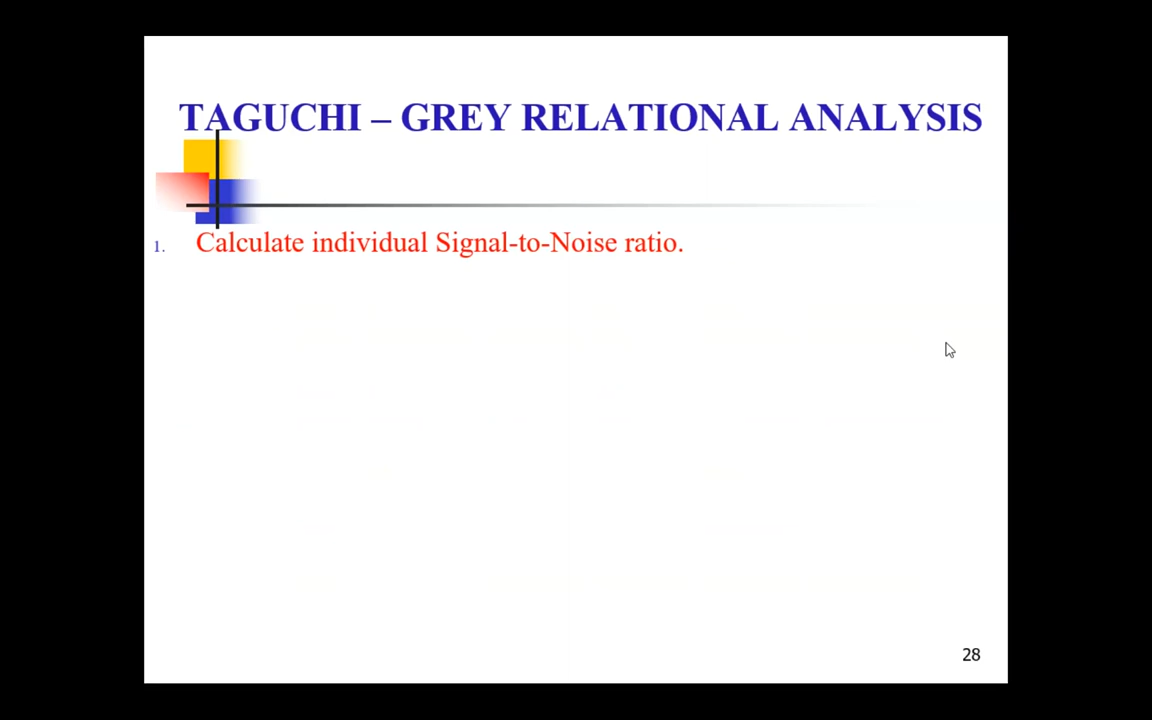 TAGUCHI – GREY RELATIONAL ANALYSIS
1. Calculate individual Signal-to-Noise ratio.
28